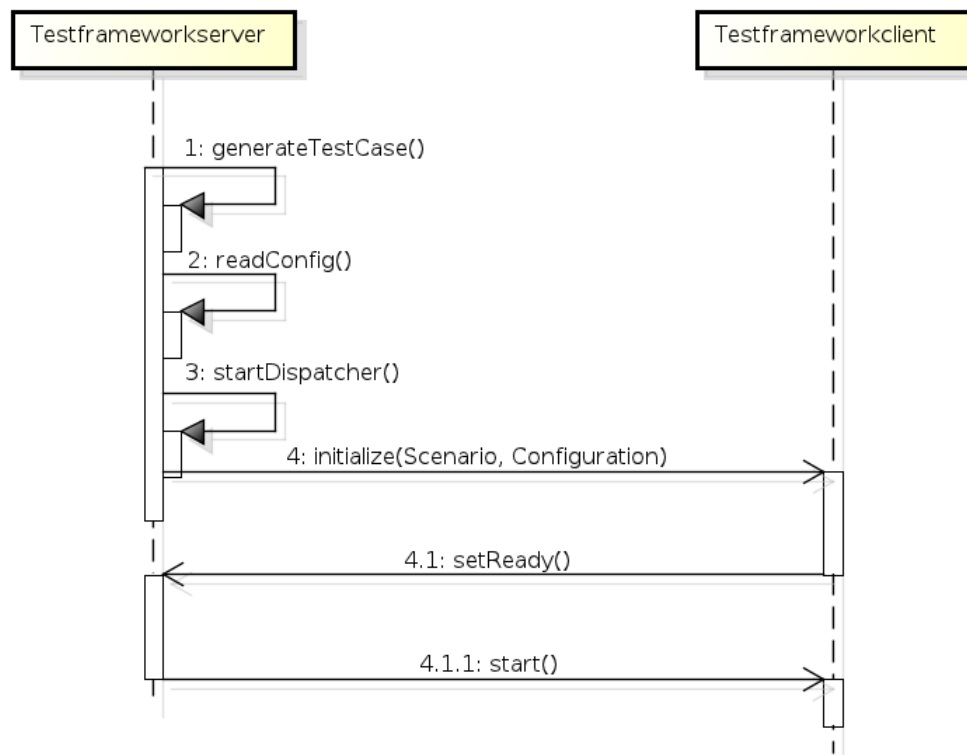 Testframeworkserver
Testframeworkclient
1: generateTestCase()
2: readConfig()
3: startDispatcher()
4: initialize(Scenario, Configuration)
4.1: setReady()
4.1.1: start()